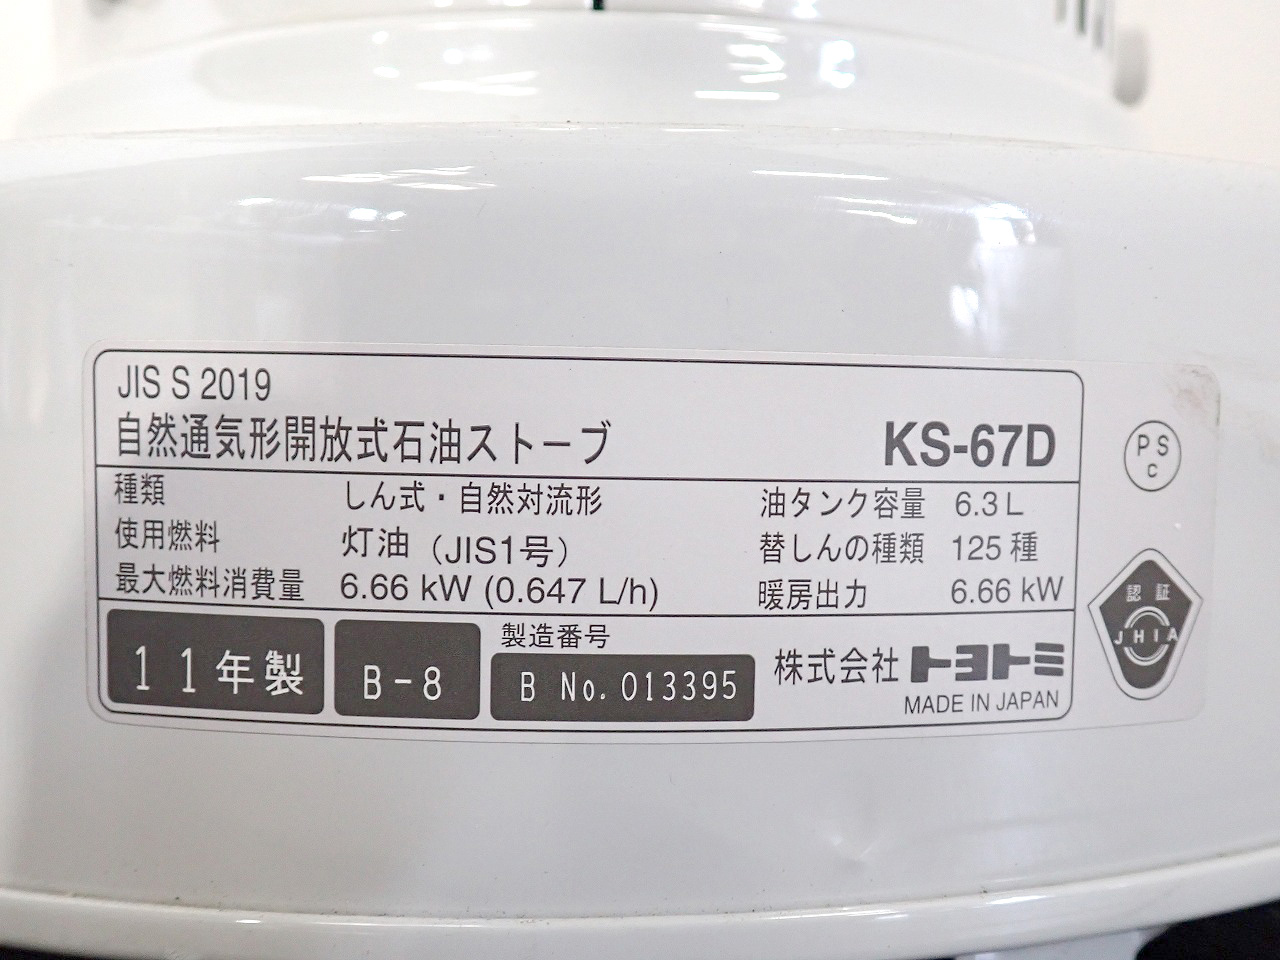 JIS S 2019
自然通気形開放式石油ストーブ KS-67D
種類 しん式・自然対流形 油タンク容量 6.3 L
使用燃料 灯油 (JIS1号) 替しんの種類 125 種
最大燃料消費量 6.66 kW (0.647 L/h) 暖房出力 6.66 kW
11年製 B-8 製造番号
B No. 013395
株式会社トヨトミ
MADE IN JAPAN
PS
C
認証
JHIA